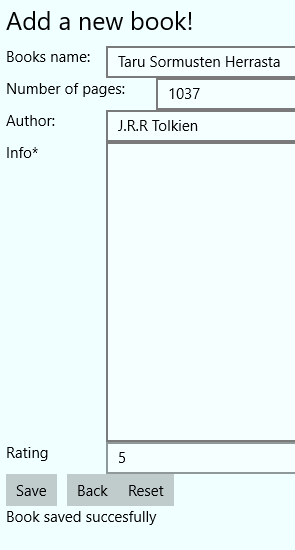 Add a new book!
Books name: Taru Sormusten Herrasta
Number of pages: 1037
Author: J.R.R Tolkien
Info*
Rating 5
Save Back Reset
Book saved succesfully